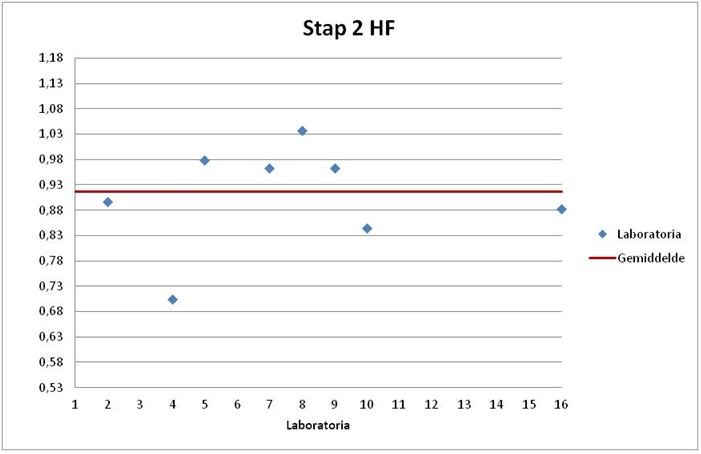 Stap 2 HF
1,18
1,13
1,08
1,03
0,98
0,93
0,88
0,83
0,78
0,73
0,68
0,63
0,58
0,53
1 2 3 4 5 6 7 8 9 10 11 12 13 14 15 16
Laboratoria
Laboratoria
Gemiddelde